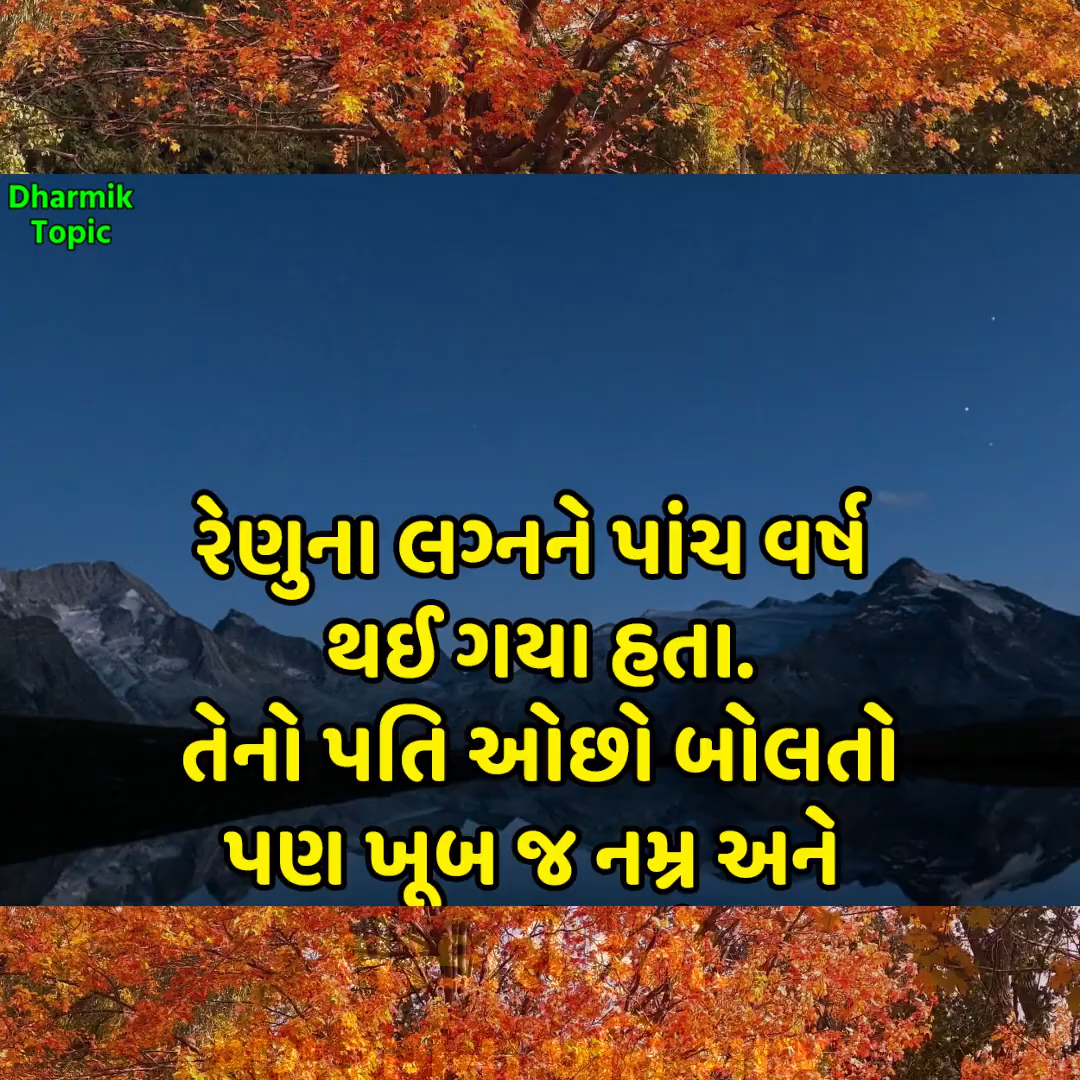 Dharmik
Topic
રેણુના લગ્નને પાંચ વર્ષ
થઈ ગયા હતા.
તેનો પતિ ઓછો બોલતો
પણ ખૂબ જ નમ્ર અને